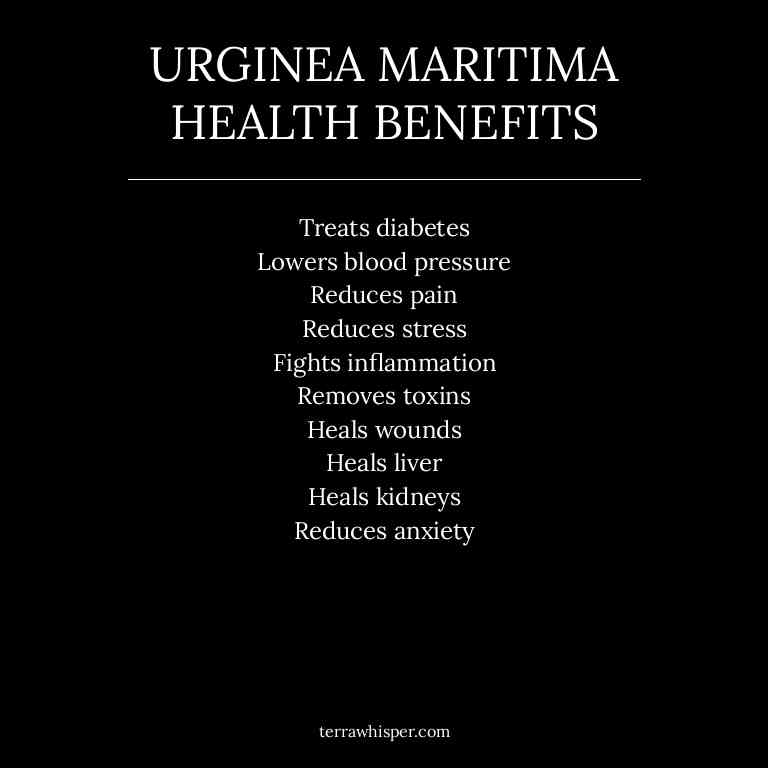 URGINEA MARITIMA
HEALTH BENEFITS
Treats diabetes
Lowers blood pressure
Reduces pain
Reduces stress
Fights inflammation
Removes toxins
Heals wounds
Heals liver
Heals kidneys
Reduces anxiety
terrawhisper.com